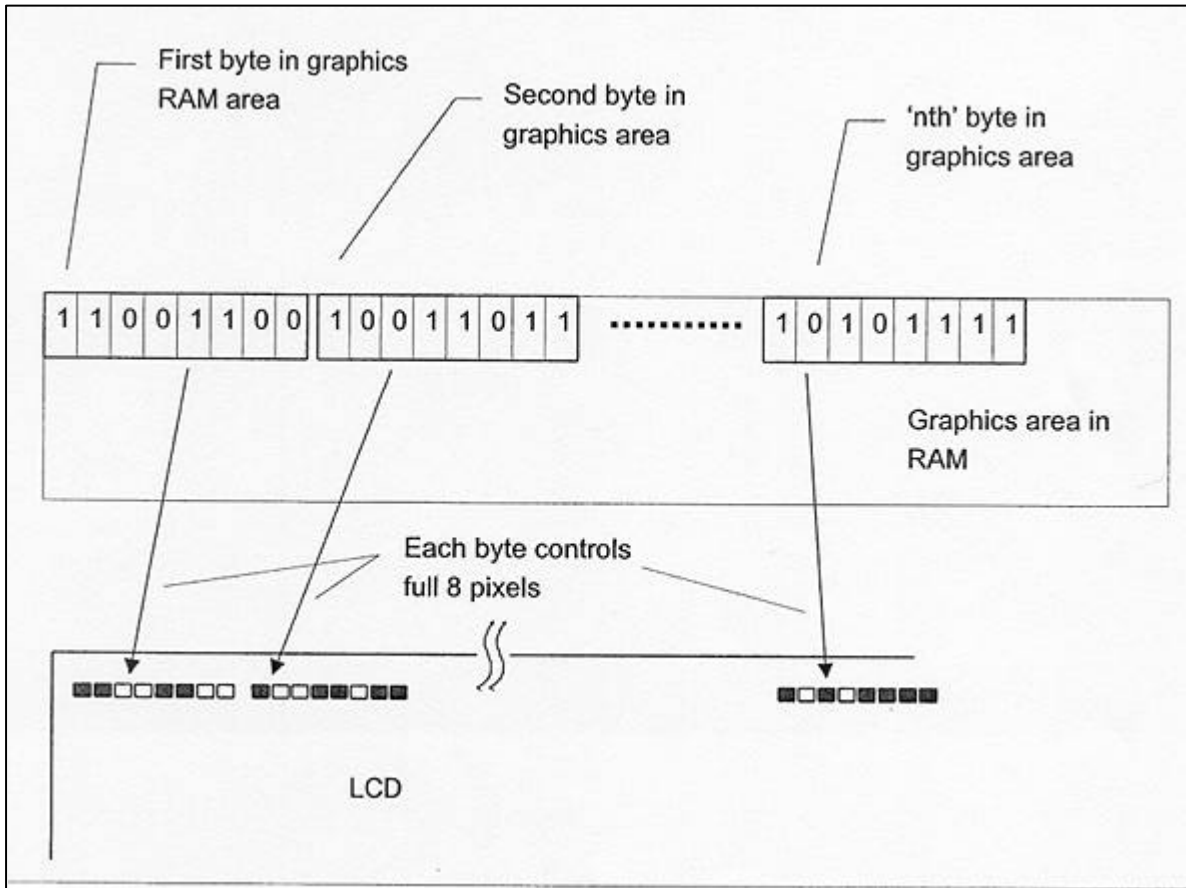 First byte in graphics
RAM area
Second byte in
graphics area
‘nth’ byte in
graphics area
1 1 0 0 1 1 0 0 1 0 0 1 1 0 1 1 ............ 1 0 1 0 1 1 1 1
Graphics area in
RAM
Each byte controls
full 8 pixels
LCD